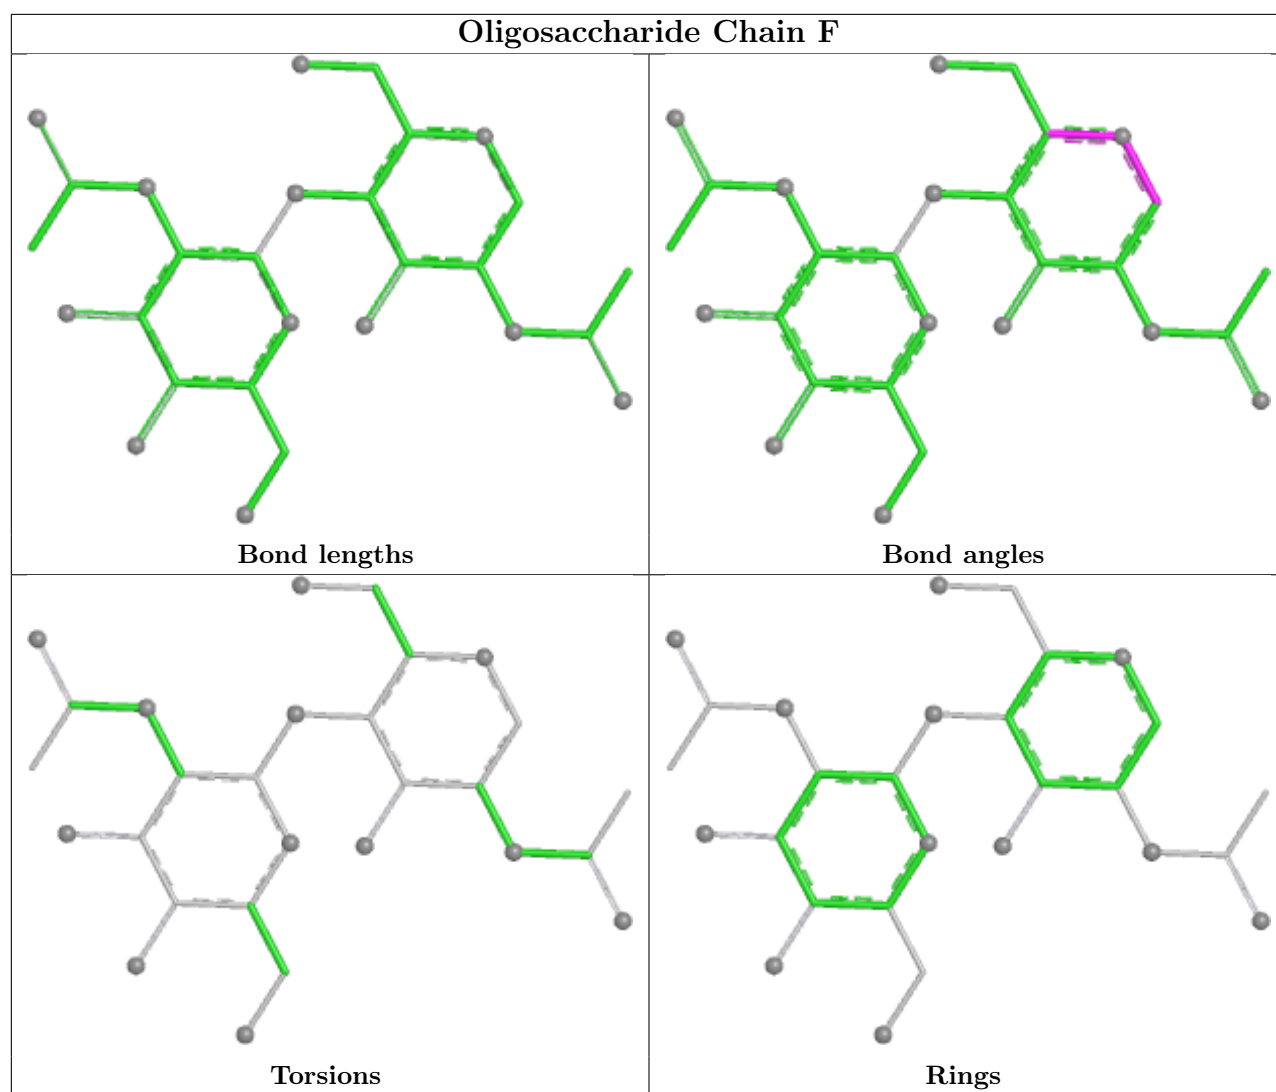 Oligosaccharide Chain F
Bond lengths
Bond angles
Torsions
Rings